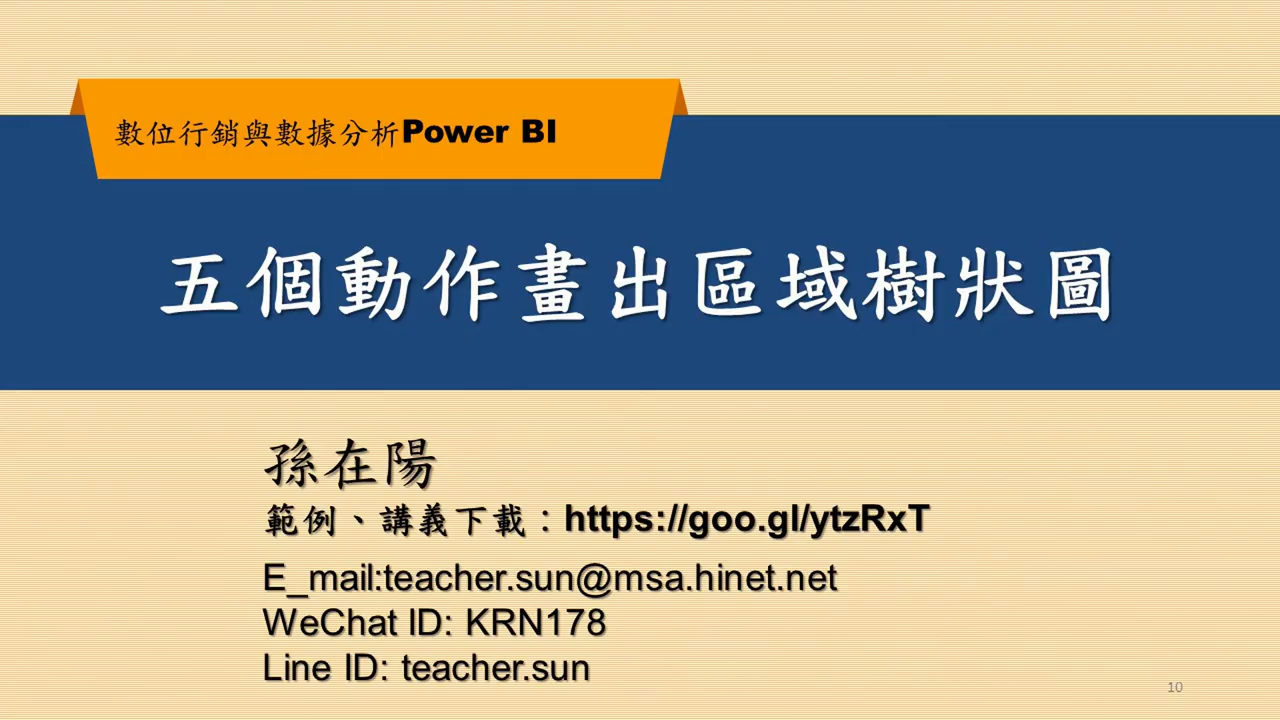 數位行銷與數據分析Power BI
五個動作畫出區域樹狀圖
孫在陽
範例、講義下載：https://goo.gl/ytzRxT
E_mail:teacher.sun@msa.hinet.net
WeChat ID: KRN178
Line ID: teacher.sun
10